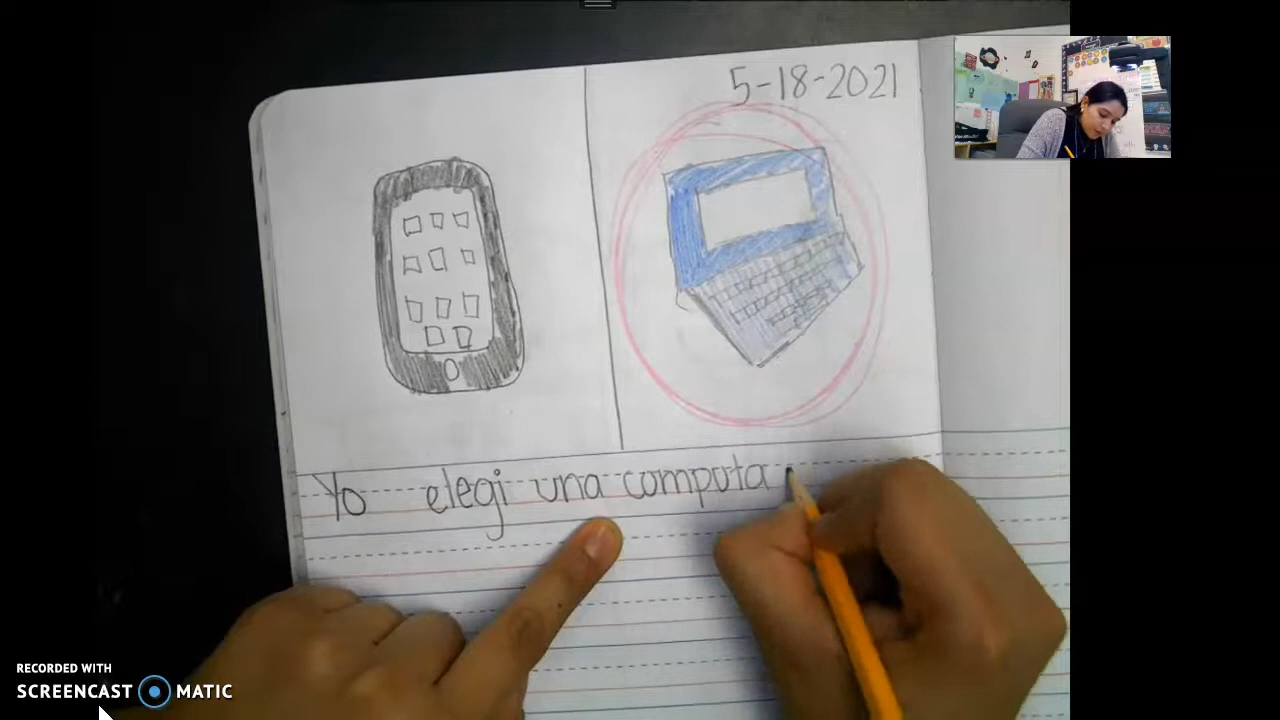 5-18-2021
Yo elegi una computa
RECORDED WITH
SCREENCAST MATIC